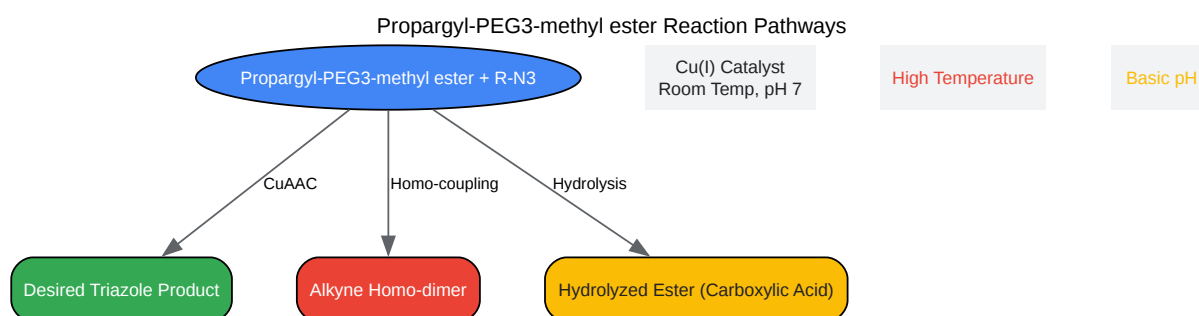 Propargyl-PEG3-methyl ester Reaction Pathways
Propargyl-PEG3-methyl ester + R-N3
Cu(I) Catalyst
Room Temp, pH 7
High Temperature
Basic pH
CuAAC
Homo-coupling
Hydrolysis
Desired Triazole Product
Alkyne Homo-dimer
Hydrolyzed Ester (Carboxylic Acid)